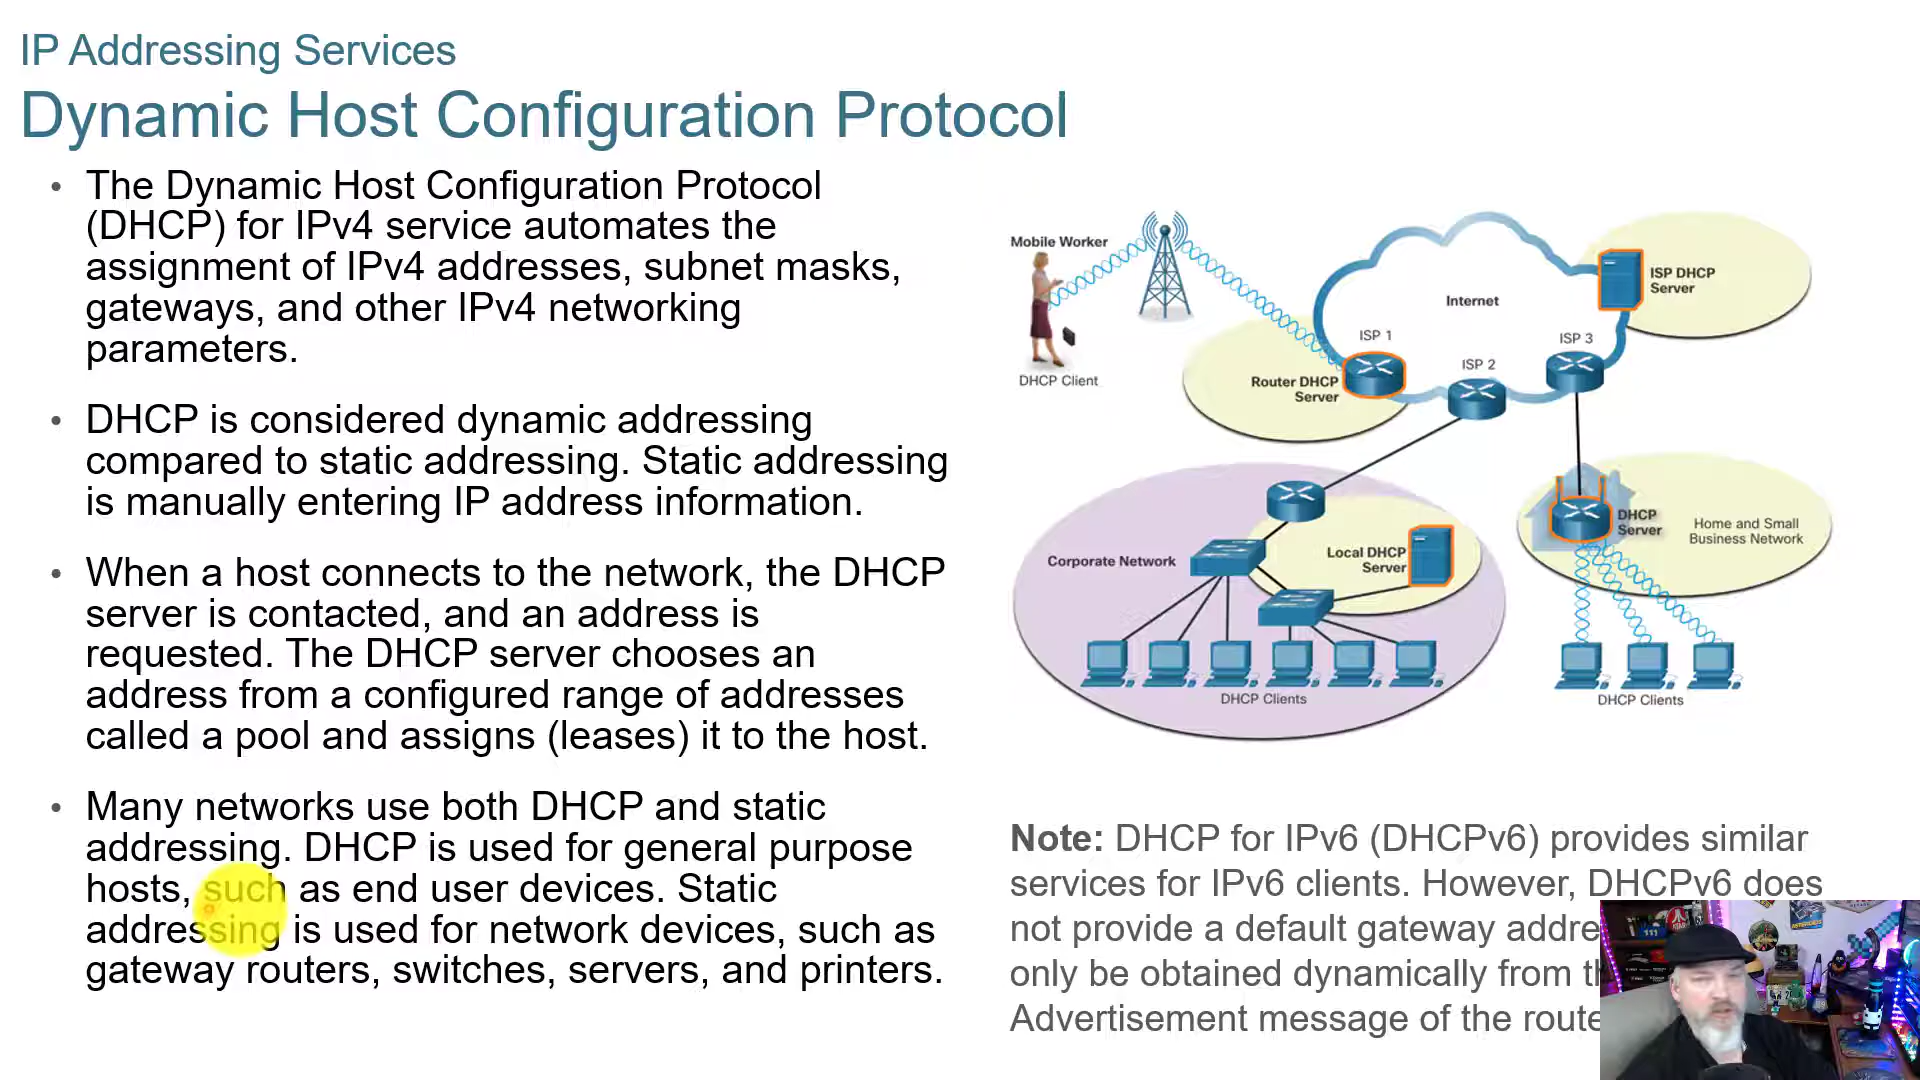 IP Addressing Services
Dynamic Host Configuration Protocol
• The Dynamic Host Configuration Protocol
(DHCP) for IPv4 service automates the
assignment of IPv4 addresses, subnet masks,
gateways, and other IPv4 networking
parameters.
• DHCP is considered dynamic addressing
compared to static addressing. Static addressing
is manually entering IP address information.
• When a host connects to the network, the DHCP
server is contacted, and an address is
requested. The DHCP server chooses an
address from a configured range of addresses
called a pool and assigns (leases) it to the host.
• Many networks use both DHCP and static
addressing. DHCP is used for general purpose
hosts, such as end user devices. Static
addressing is used for network devices, such as
gateway routers, switches, servers, and printers.
Mobile Worker
DHCP Client
Internet
ISP DHCP
Server
ISP 1
ISP 2
ISP 3
Router DHCP
Server
Corporate Network
Local DHCP
Server
DHCP Clients
DHCP
Server
Home and Small
Business Network
DHCP Clients
Note: DHCP for IPv6 (DHCPv6) provides similar
services for IPv6 clients. However, DHCPv6 does
not provide a default gateway
only be obtained dynamically from
Advertisement message of the
111